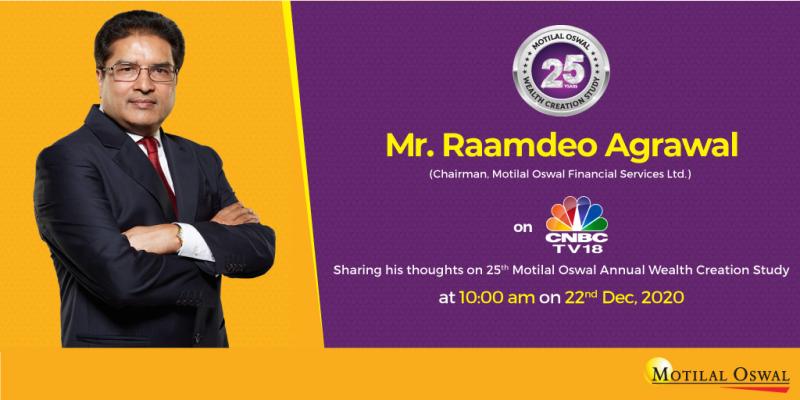 MOTILAL OSWAL
25
YEARS
WEALTH CREATION STUDY
Mr. Raamdeo Agrawal
(Chairman, Motilal Oswal Financial Services Ltd.)
on
CNBC
TV18
Sharing his thoughts on 25th Motilal Oswal Annual Wealth Creation Study
at 10:00 am on 22nd Dec, 2020
MOTILAL OSWAL